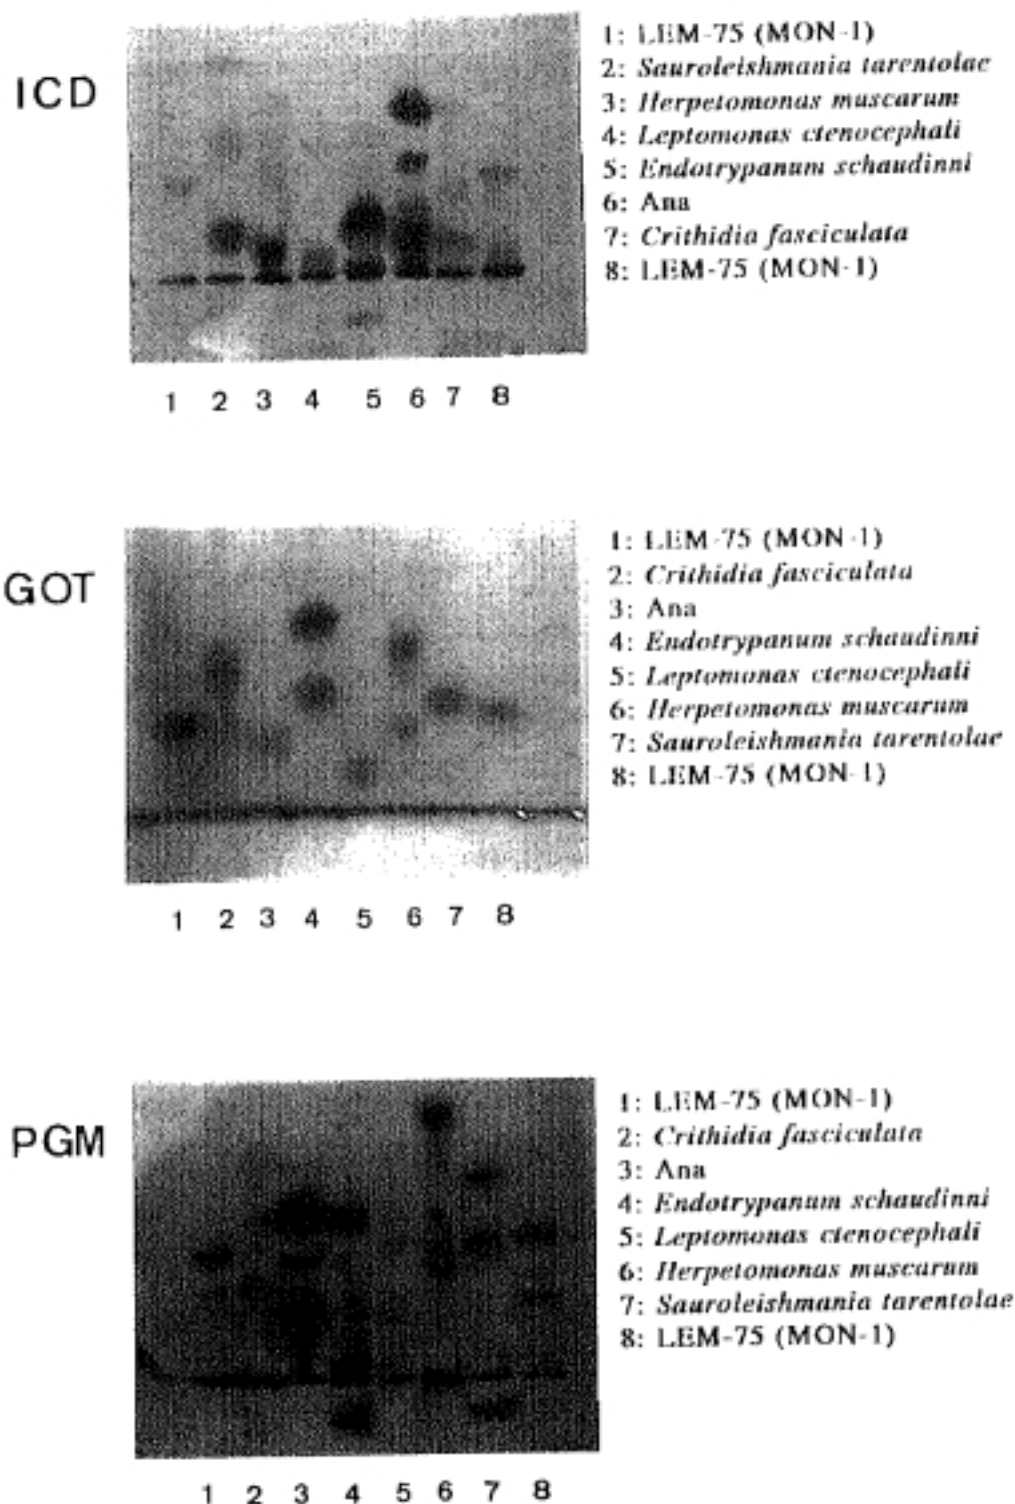 ICD
1: LEM-75 (MON-1)
2: Sauroleishmania tarentolae
3: Herpetomonas muscarum
4: Leptomonas ctenocephali
5: Endotrypanum schaudinni
6: Ana
7: Crithidia fasciculata
8: LEM-75 (MON-1)
1 2 3 4 5 6 7 8
GOT
1: LEM-75 (MON-1)
2: Crithidia fasciculata
3: Ana
4: Endotrypanum schaudinni
5: Leptomonas ctenocephali
6: Herpetomonas muscarum
7: Sauroleishmania tarentolae
8: LEM-75 (MON-1)
1 2 3 4 5 6 7 8
PGM
1: LEM-75 (MON-1)
2: Crithidia fasciculata
3: Ana
4: Endotrypanum schaudinni
5: Leptomonas ctenocephali
6: Herpetomonas muscarum
7: Sauroleishmania tarentolae
8: LEM-75 (MON-1)
1 2 3 4 5 6 7 8